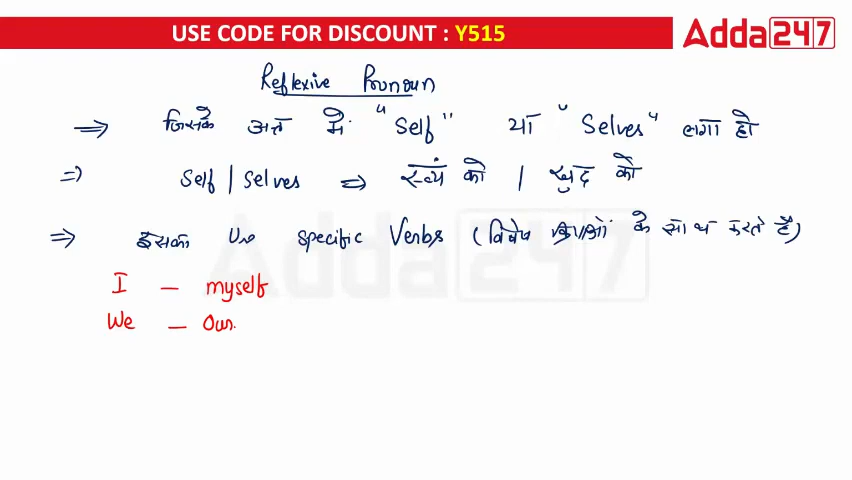 USE CODE FOR DISCOUNT : Y515
Adda247
Reflexive Pronoun
⇒ जिसके अन्त में "Self" या "Selves" लगा हो
⇒ Self | Selves ⇒ स्वयं को | खुद को
⇒ इसका Use specific Verbs (विशेष क्रियाओं के साथ करते हैं)
I — myself
We — Our
Adda247